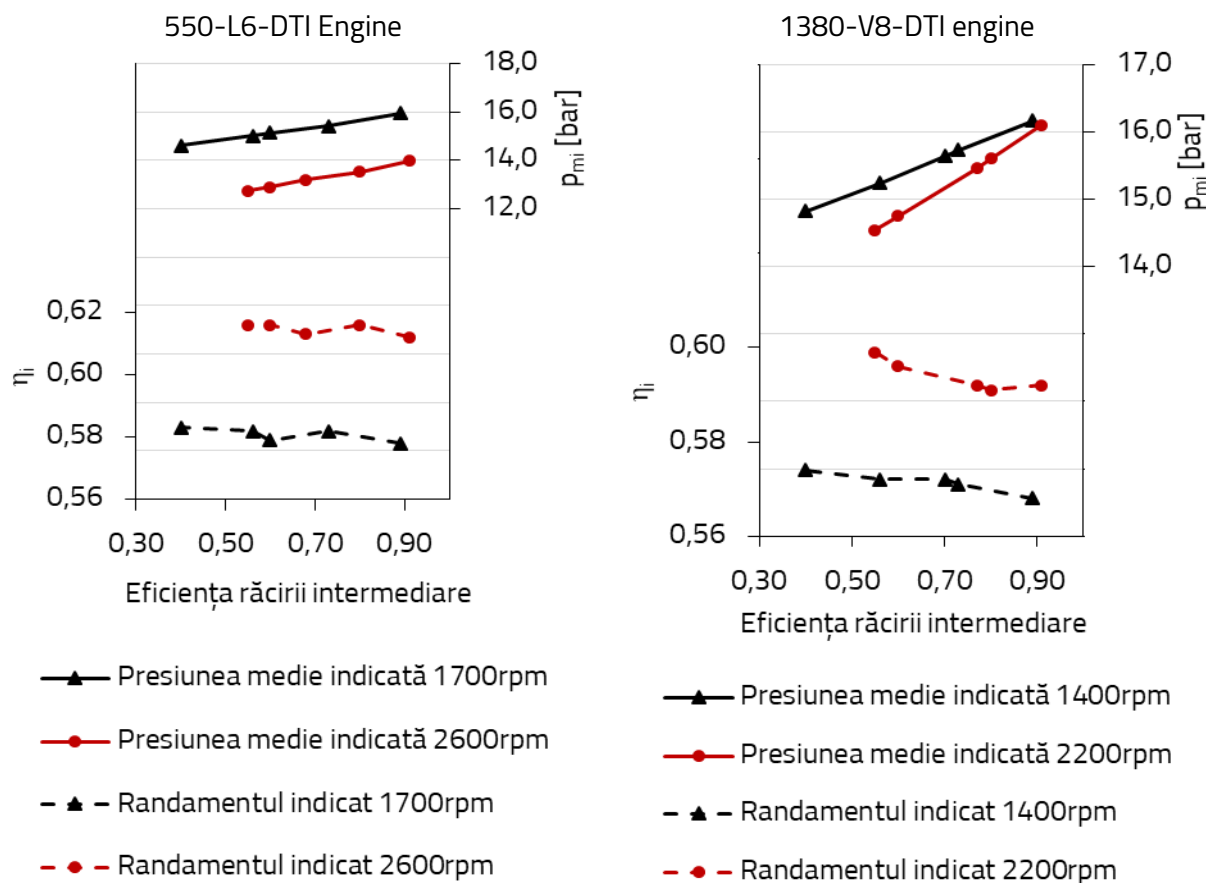 550-L6-DTI Engine
18,0
16,0
14,0
12,0
pmi [bar]
0,62
0,60
0,58
0,56
ηi
0,30 0,50 0,70 0,90
Eficiența răcirii intermediare
Presiunea medie indicată 1700rpm
Presiunea medie indicată 2600rpm
Randamentul indicat 1700rpm
Randamentul indicat 2600rpm
1380-V8-DTI engine
17,0
16,0
15,0
14,0
pmi [bar]
0,60
0,58
0,56
ηi
0,30 0,50 0,70 0,90
Eficiența răcirii intermediare
Presiunea medie indicată 1400rpm
Presiunea medie indicată 2200rpm
Randamentul indicat 1400rpm
Randamentul indicat 2200rpm